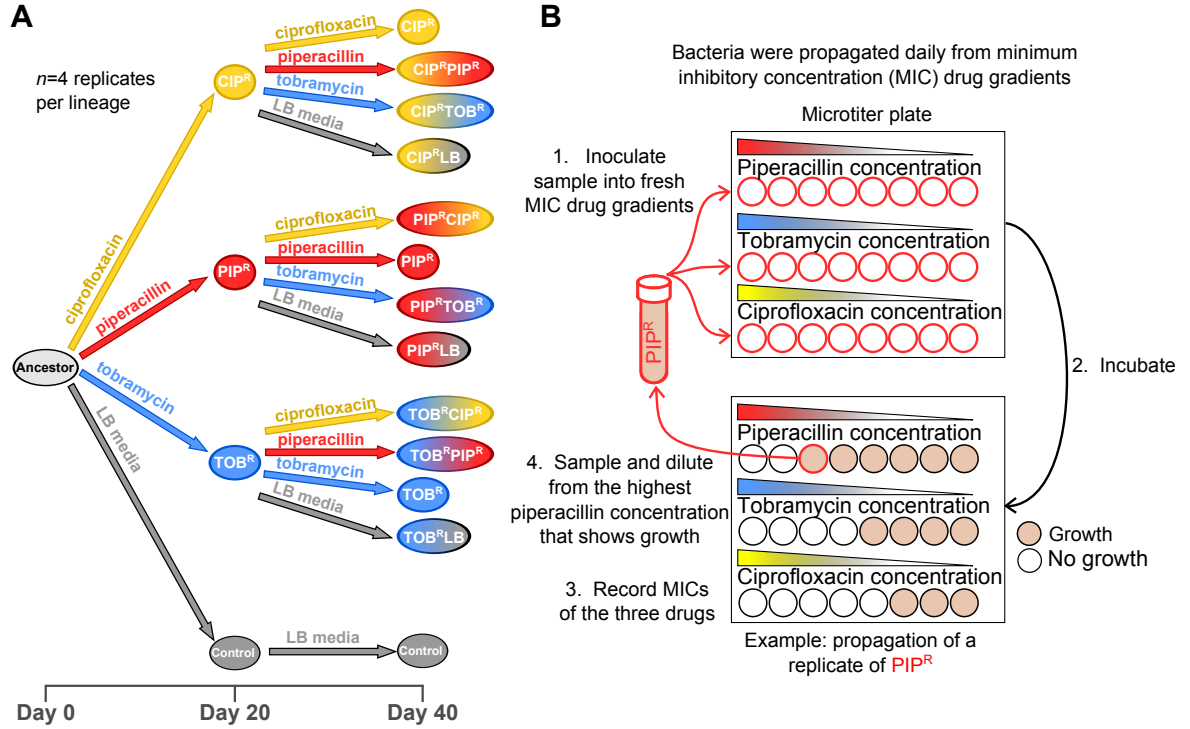 A
n=4 replicates
per lineage
ciprofloxacin
piperacillin
tobramycin
LB media
Ancestor
CIPᴿ
ciprofloxacin
piperacillin
tobramycin
LB media
CIPᴿ
CIPᴿPIPᴿ
CIPᴿTOBᴿ
CIPᴿLB
PIPᴿ
ciprofloxacin
piperacillin
tobramycin
LB media
PIPᴿCIPᴿ
PIPᴿ
PIPᴿTOBᴿ
PIPᴿLB
TOBᴿ
ciprofloxacin
piperacillin
tobramycin
LB media
TOBᴿCIPᴿ
TOBᴿPIPᴿ
TOBᴿ
TOBᴿLB
Control
LB media
Control
Day 0
Day 20
Day 40
B
Bacteria were propagated daily from minimum
inhibitory concentration (MIC) drug gradients
Microtiter plate
1. Inoculate
sample into fresh
MIC drug gradients
Piperacillin concentration
Tobramycin concentration
Ciprofloxacin concentration
PIPᴿ
2. Incubate
Piperacillin concentration
Tobramycin concentration
Ciprofloxacin concentration
4. Sample and dilute
from the highest
piperacillin concentration
that shows growth
3. Record MICs
of the three drugs
Growth
No growth
Example: propagation of a
replicate of PIPᴿ